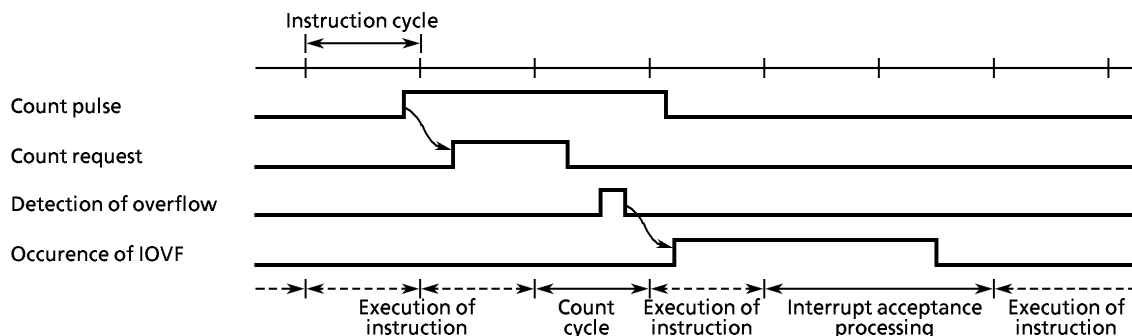 Instruction cycle
Count pulse
Count request
Detection of overflow
Occurence of IOVF
Execution of
instruction
Count
cycle
Execution of
instruction
Interrupt acceptance
processing
Execution of
instruction